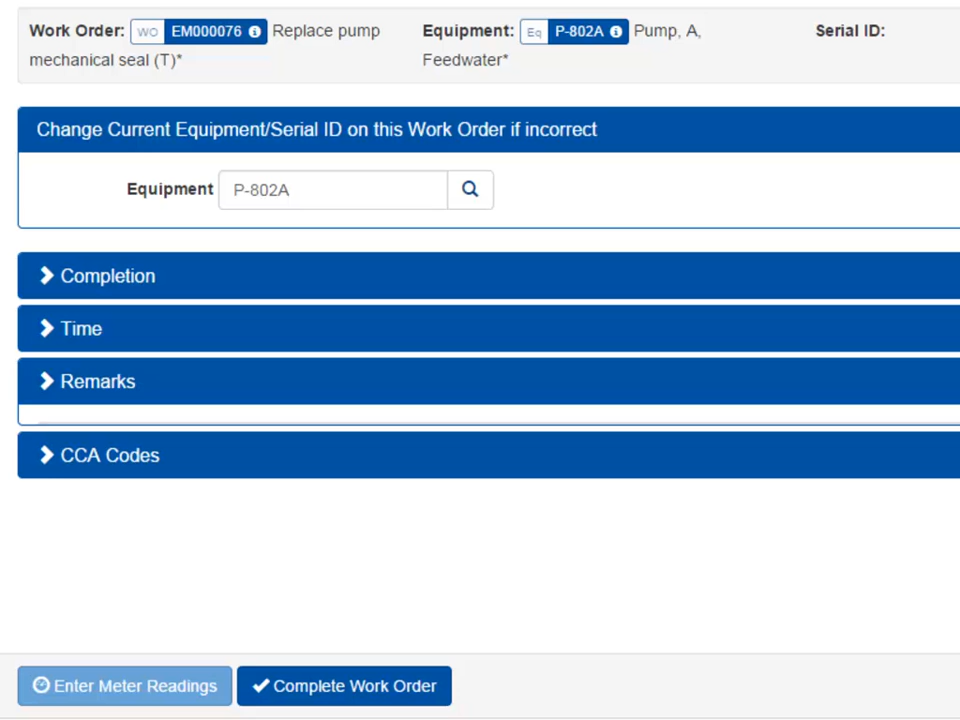 Work Order: WO EM000076 Replace pump Equipment: Eq P-802A Pump, A, Serial ID:
mechanical seal (T)* Feedwater*
Change Current Equipment/Serial ID on this Work Order if incorrect
Equipment P-802A
Completion
Time
Remarks
CCA Codes
Enter Meter Readings Complete Work Order